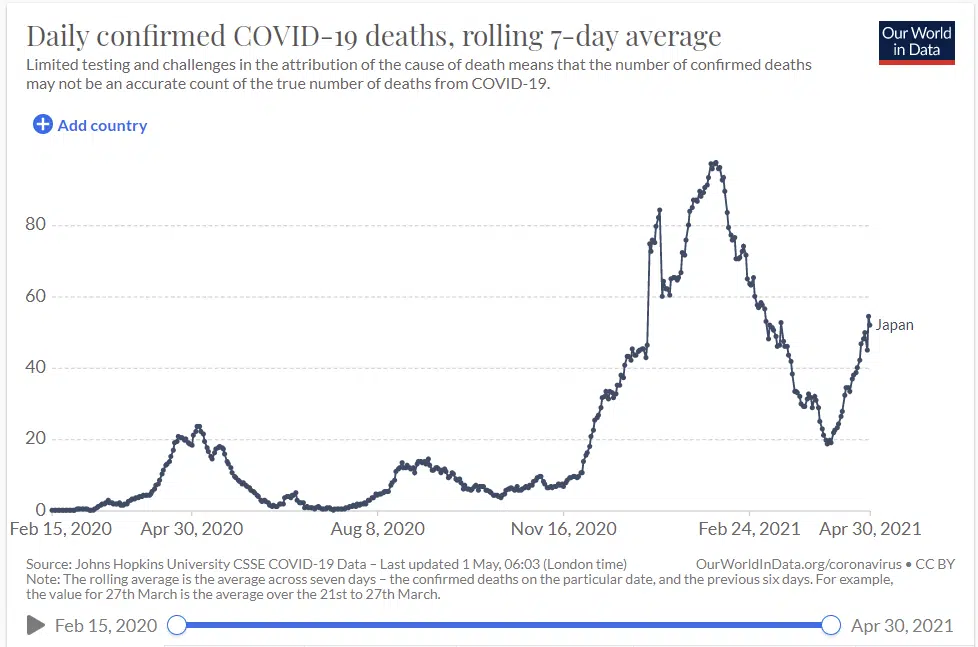 Daily confirmed COVID-19 deaths, rolling 7-day average
Our World
in Data
Limited testing and challenges in the attribution of the cause of death means that the number of confirmed deaths
may not be an accurate count of the true number of deaths from COVID-19.
Add country
80
60
40
20
0
Japan
Feb 15, 2020
Apr 30, 2020
Aug 8, 2020
Nov 16, 2020
Feb 24, 2021
Apr 30, 2021
Source: Johns Hopkins University CSSE COVID-19 Data – Last updated 1 May, 06:03 (London time)
OurWorldInData.org/coronavirus • CC BY
Note: The rolling average is the average across seven days – the confirmed deaths on the particular date, and the previous six days. For example,
the value for 27th March is the average over the 21st to 27th March.
Feb 15, 2020
Apr 30, 2021